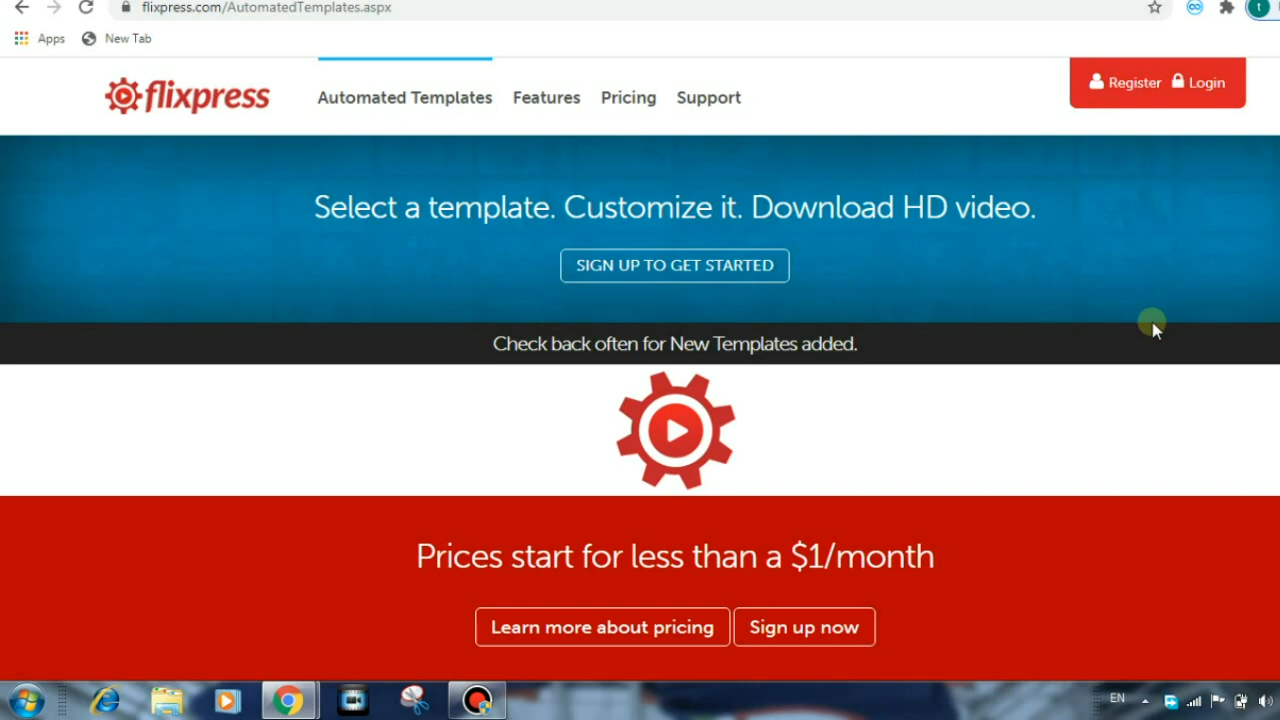 flixpress.com/AutomatedTemplates.aspx
t
Apps
New Tab
flixpress
Automated Templates
Features
Pricing
Support
Register
Login
Select a template. Customize it. Download HD video.
SIGN UP TO GET STARTED
Check back often for New Templates added.
Prices start for less than a $1/month
Learn more about pricing
Sign up now
EN